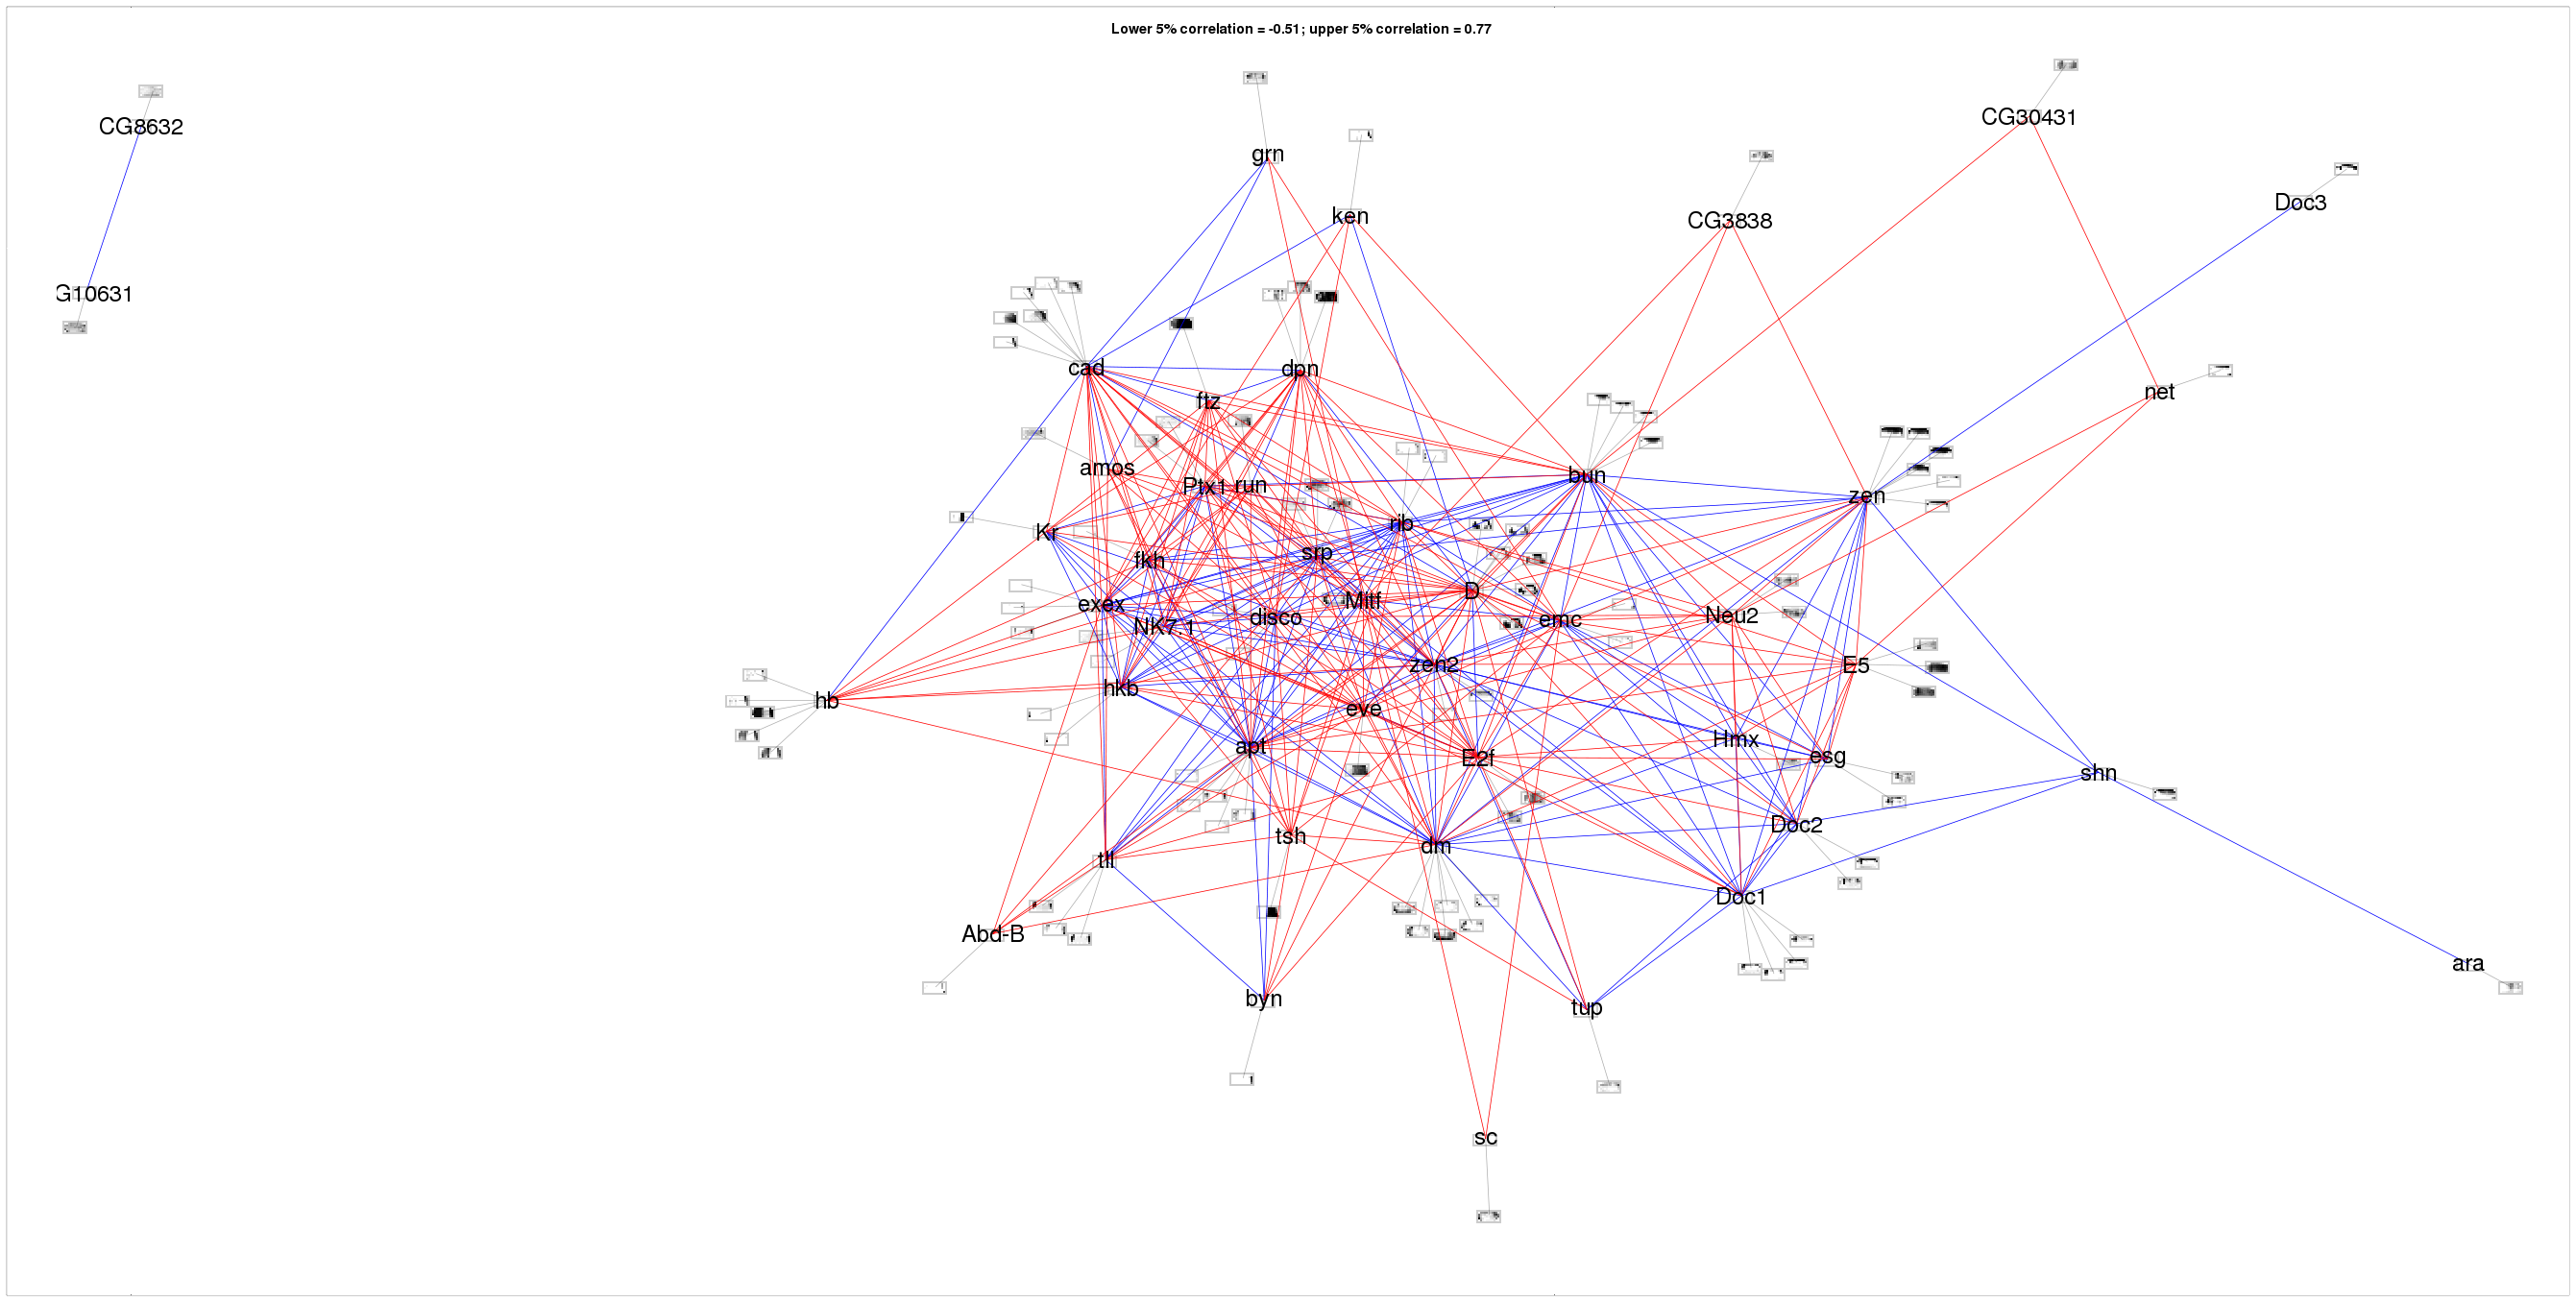 Lower 5% correlation = -0.51; upper 5% correlation = 0.77
CG8632
CG30431
grn
Doc3
ken
CG3838
G10631
cad
dpn
net
ftz
amos
bun
Ptx1
run
zen
rib
Kr
srp
fkh
D
Mitf
exex
disco
emc
Neu2
NK7.1
zen2
E5
hkb
hb
eve
Hmx
apt
E2f
esg
shn
Doc2
tsh
dm
tll
Doc1
Abd-B
ara
byn
tup
sc